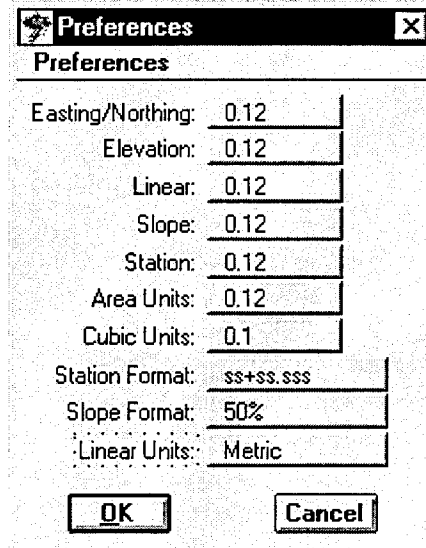 Preferences
Preferences
Easting/Northing: 0.12
Elevation: 0.12
Linear: 0.12
Slope: 0.12
Station: 0.12
Area Units: 0.12
Cubic Units: 0.1
Station Format: ss+ss.sss
Slope Format: 50%
Linear Units: Metric
OK Cancel